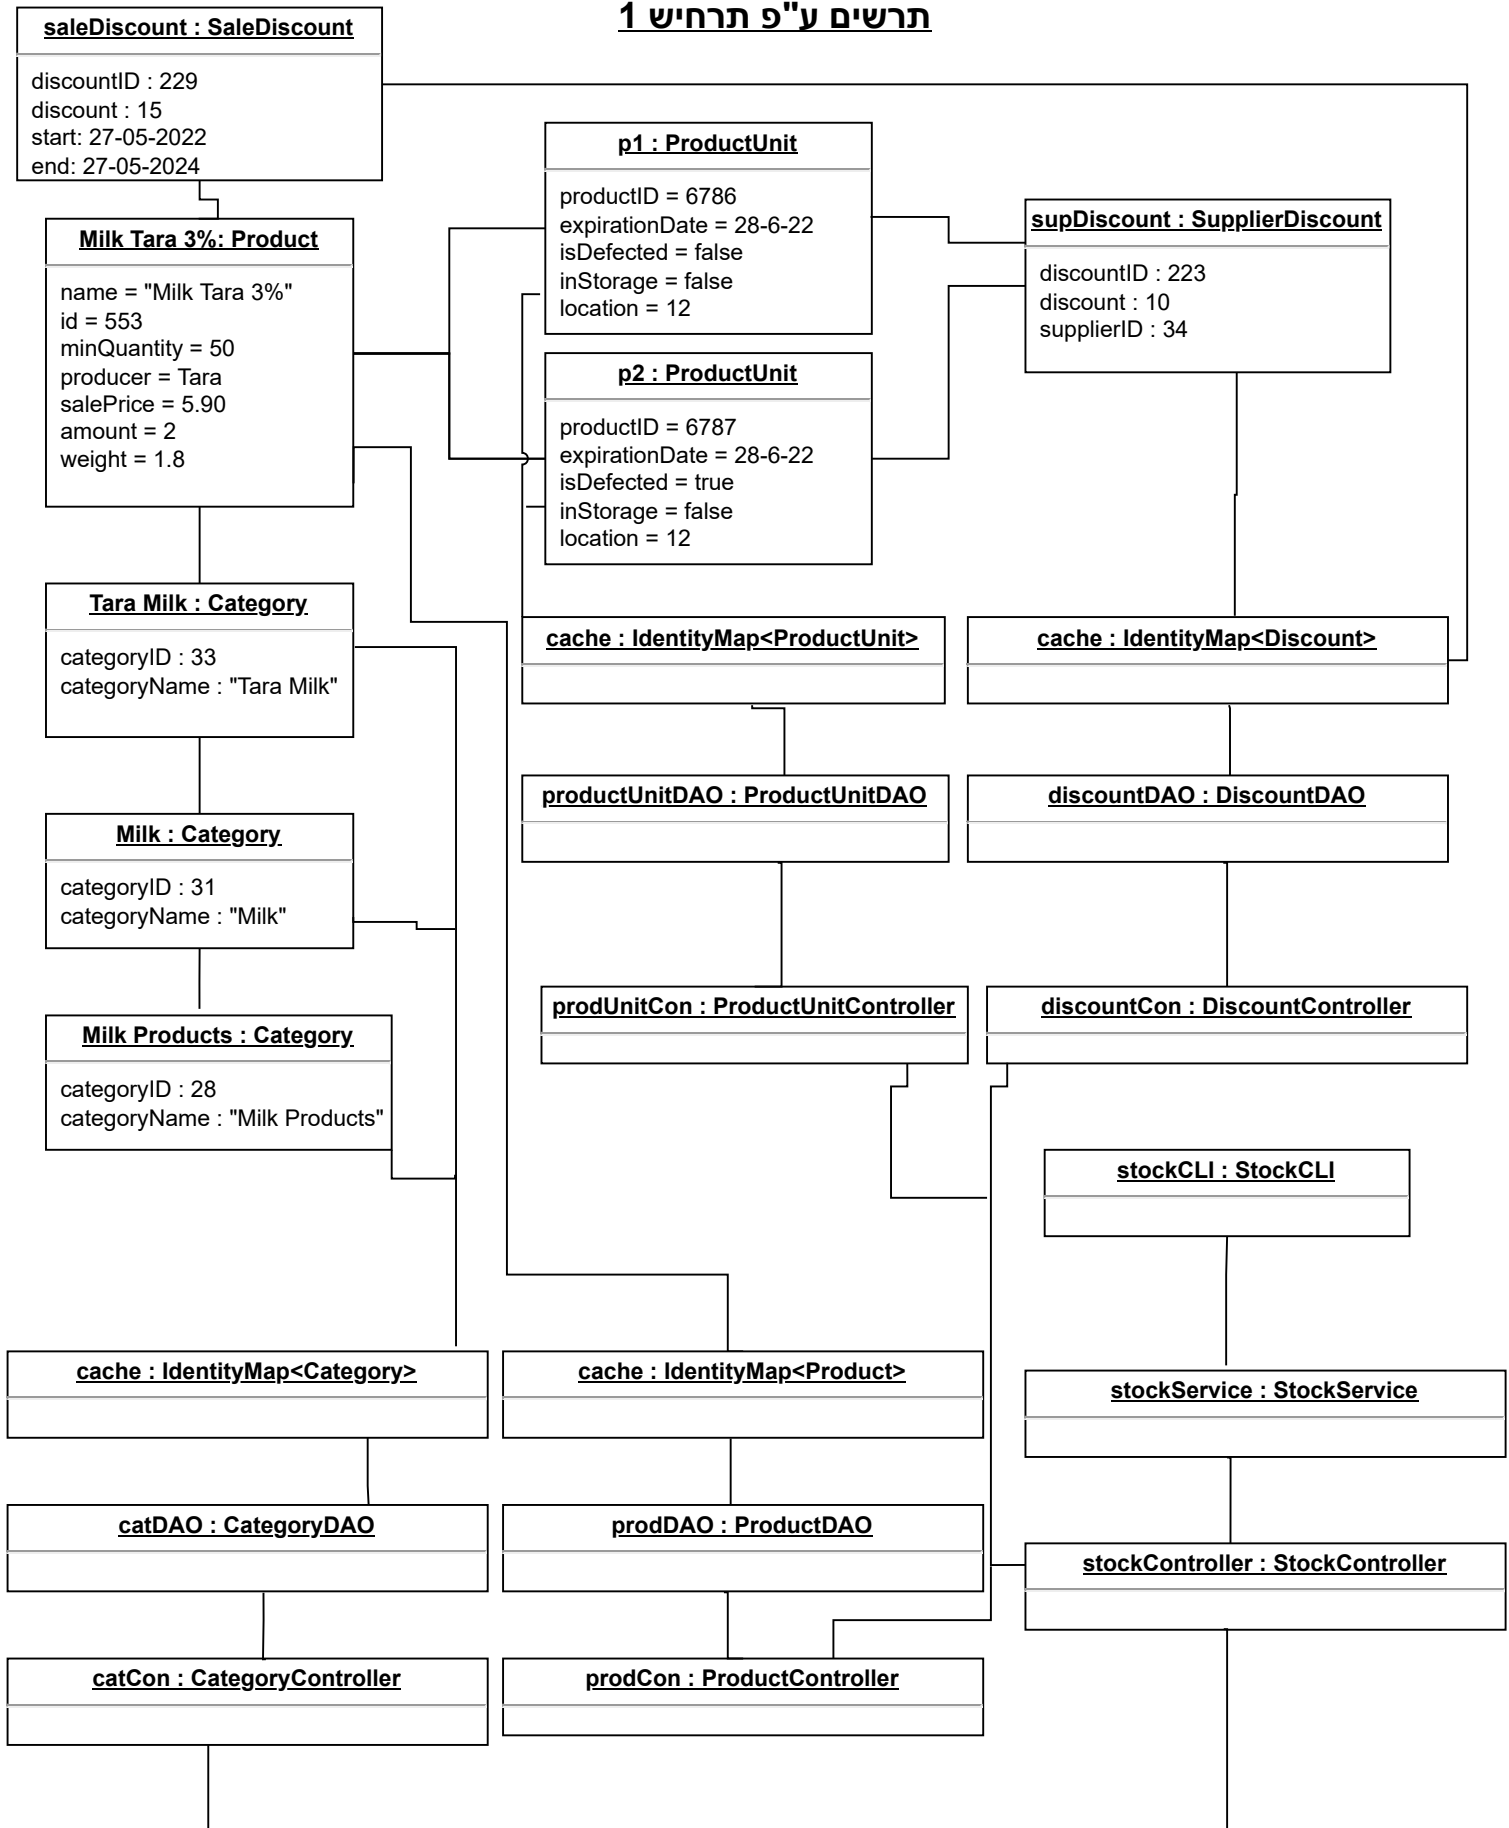 תרשים ע"פ תרחיש 1
saleDiscount : SaleDiscount
discountID : 229
discount : 15
start: 27-05-2022
end: 27-05-2024
p1 : ProductUnit
productID = 6786
expirationDate = 28-6-22
isDefected = false
inStorage = false
location = 12
supDiscount : SupplierDiscount
discountID : 223
discount : 10
supplierID : 34
Milk Tara 3%: Product
name = "Milk Tara 3%"
id = 553
minQuantity = 50
producer = Tara
salePrice = 5.90
amount = 2
weight = 1.8
p2 : ProductUnit
productID = 6787
expirationDate = 28-6-22
isDefected = true
inStorage = false
location = 12
Tara Milk : Category
categoryID : 33
categoryName : "Tara Milk"
cache : IdentityMap<ProductUnit>
cache : IdentityMap<Discount>
productUnitDAO : ProductUnitDAO
discountDAO : DiscountDAO
Milk : Category
categoryID : 31
categoryName : "Milk"
prodUnitCon : ProductUnitController
discountCon : DiscountController
Milk Products : Category
categoryID : 28
categoryName : "Milk Products"
stockCLI : StockCLI
cache : IdentityMap<Category>
cache : IdentityMap<Product>
stockService : StockService
catDAO : CategoryDAO
prodDAO : ProductDAO
stockController : StockController
catCon : CategoryController
prodCon : ProductController